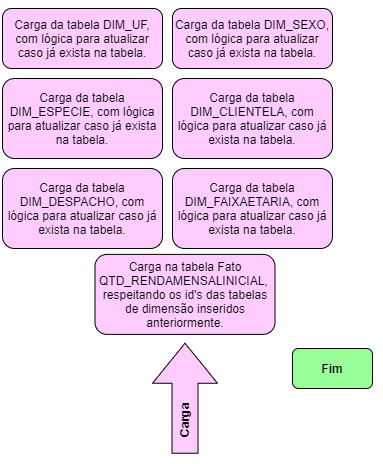 Carga da tabela DIM_UF,
com lógica para atualizar
caso já exista na tabela.
Carga da tabela DIM_SEXO,
com lógica para atualizar
caso já exista na tabela.
Carga da tabela
DIM_ESPECIE, com lógica
para atualizar caso já exista
na tabela.
Carga da tabela
DIM_CLIENTELA, com
lógica para atualizar caso já
exista na tabela.
Carga da tabela
DIM_DESPACHO, com
lógica para atualizar caso já
exista na tabela.
Carga da tabela
DIM_FAIXAETARIA, com
lógica para atualizar caso já
exista na tabela.
Carga na tabela Fato
QTD_RENDAMENSALINICIAL,
respeitando os id's das tabelas
de dimensão inseridos
anteriormente.
Fim
Carga